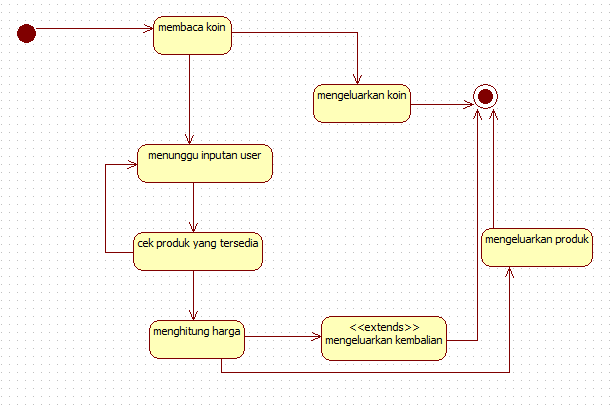 membaca koin
mengeluarkan koin
menunggu inputan user
cek produk yang tersedia
mengeluarkan produk
menghitung harga
<<extends>>
mengeluarkan kembalian